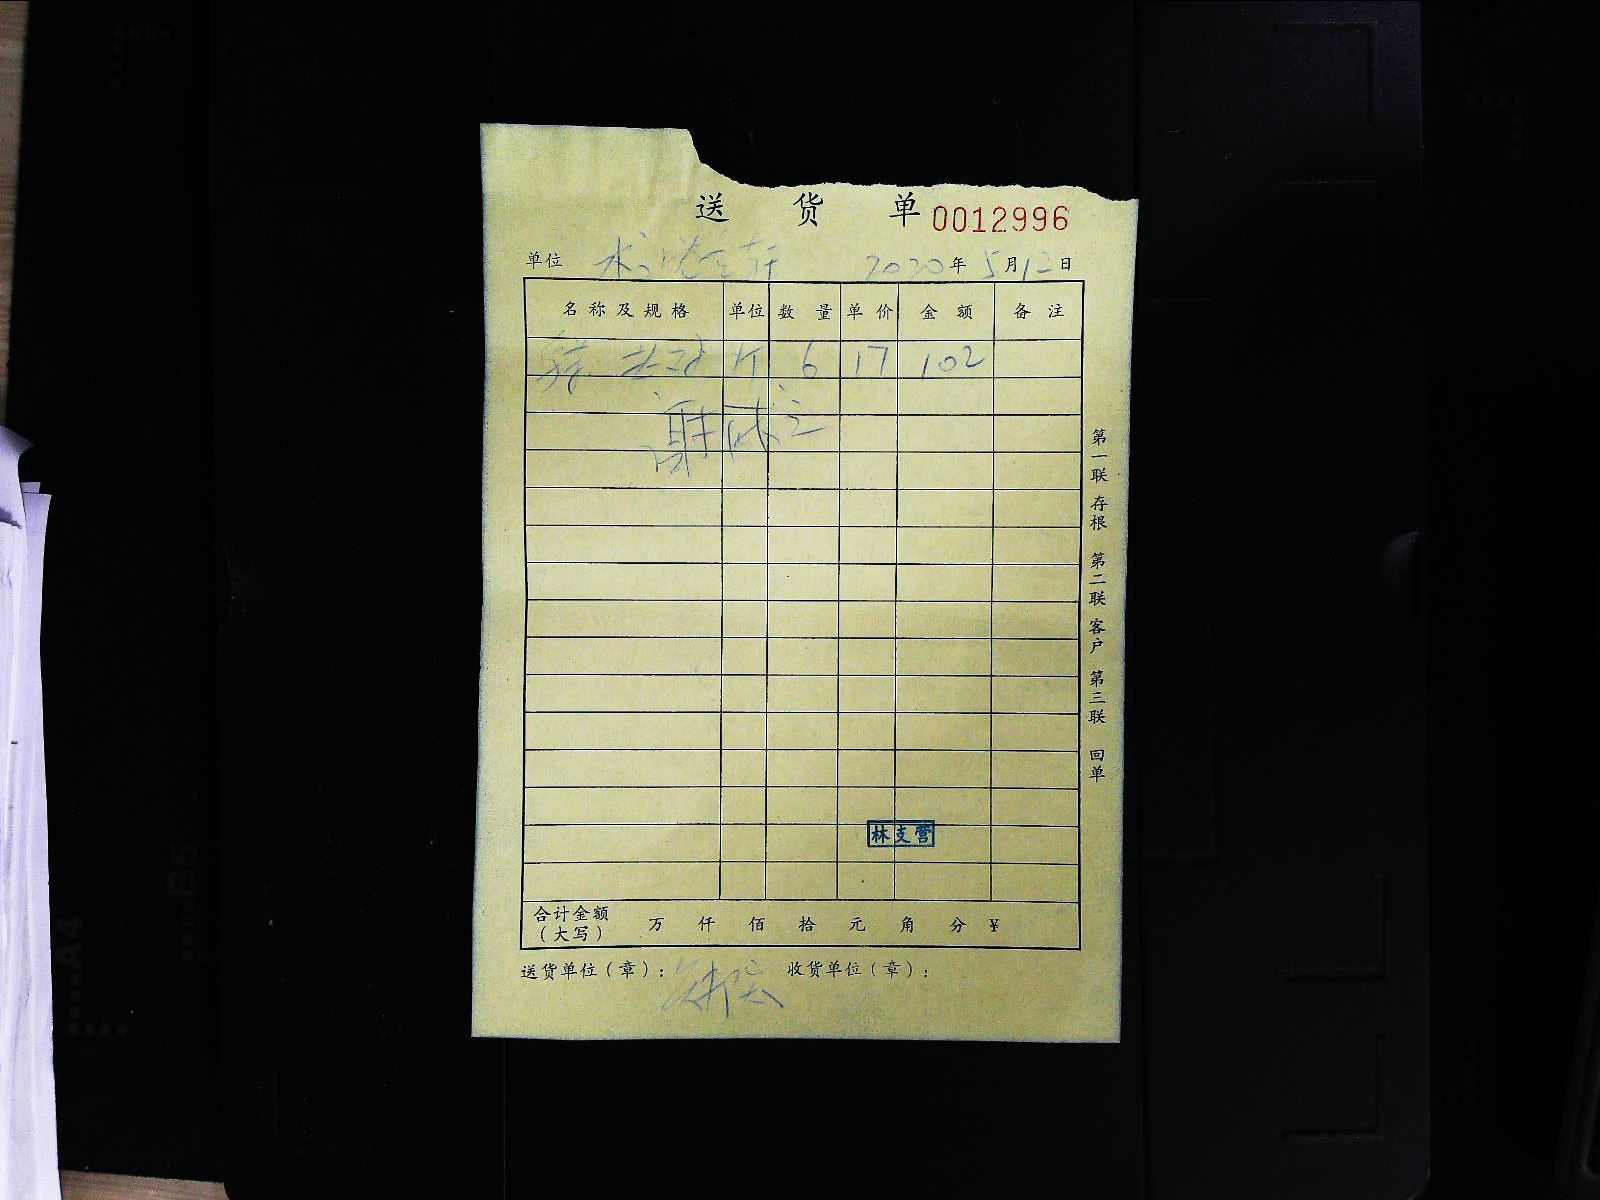 送 货 单 0012996
单位 2020年5月12日
名称及规格 单位 数量 单价 金额 备注
个 6 17 102
谢
林支营
合计金额(大写) 万 仟 佰 拾 元 角 分 ¥
送货单位(章): 收货单位(章):
第一联 存根 第二联 客户 第三联 回单
A4
B5